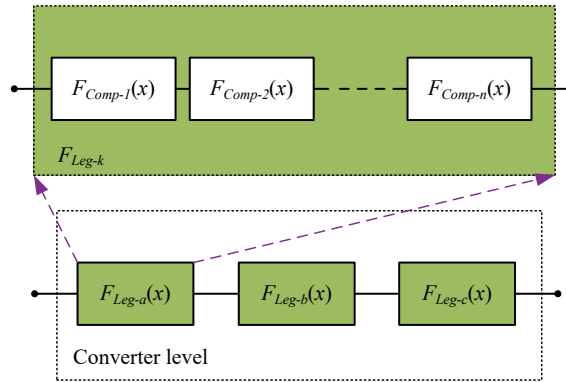 F_Comp-1(x) F_Comp-2(x) F_Comp-n(x)
F_Leg-k
F_Leg-a(x) F_Leg-b(x) F_Leg-c(x)
Converter level